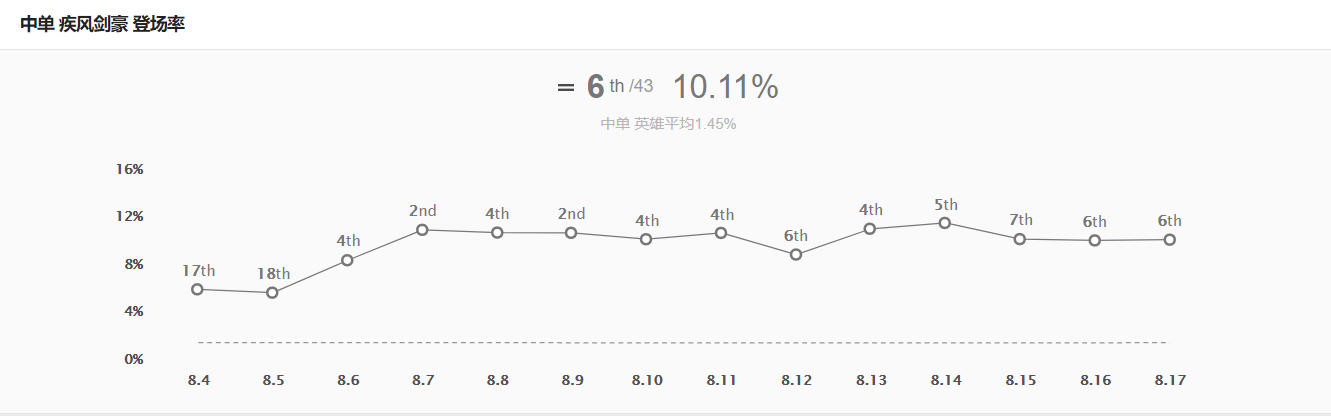 中单 疾风剑豪 登场率
= 6 th /43 10.11%
中单 英雄平均1.45%
16%
12%
8%
4%
0%
17th 18th 4th 2nd 4th 2nd 4th 4th 6th 4th 5th 7th 6th 6th
8.4 8.5 8.6 8.7 8.8 8.9 8.10 8.11 8.12 8.13 8.14 8.15 8.16 8.17